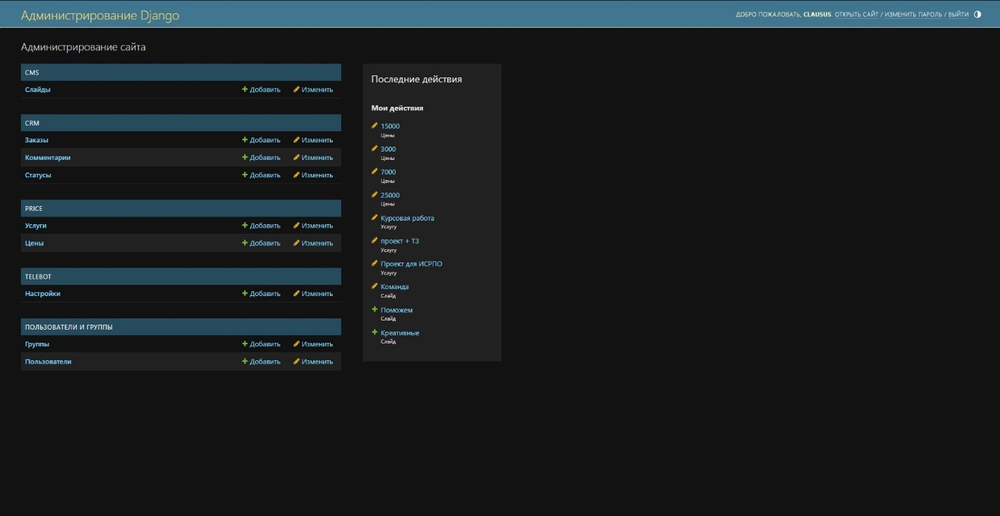 Администрирование Django
ДОБРО ПОЖАЛОВАТЬ, CLAUSUS. ОТКРЫТЬ САЙТ / ИЗМЕНИТЬ ПАРОЛЬ / ВЫЙТИ
Администрирование сайта
CMS
Слайды Добавить Изменить
CRM
Заказы Добавить Изменить
Комментарии Добавить Изменить
Статусы Добавить Изменить
PRICE
Услуги Добавить Изменить
Цены Добавить Изменить
TELEBOT
Настройки Добавить Изменить
ПОЛЬЗОВАТЕЛИ И ГРУППЫ
Группы Добавить Изменить
Пользователи Добавить Изменить
Последние действия
Мои действия
15000
Цены
3000
Цены
7000
Цены
25000
Цены
Курсовая работа
Услугу
проект + ТЗ
Услугу
Проект для ИСРПО
Услугу
Команда
Слайд
Поможем
Слайд
Креативные
Слайд